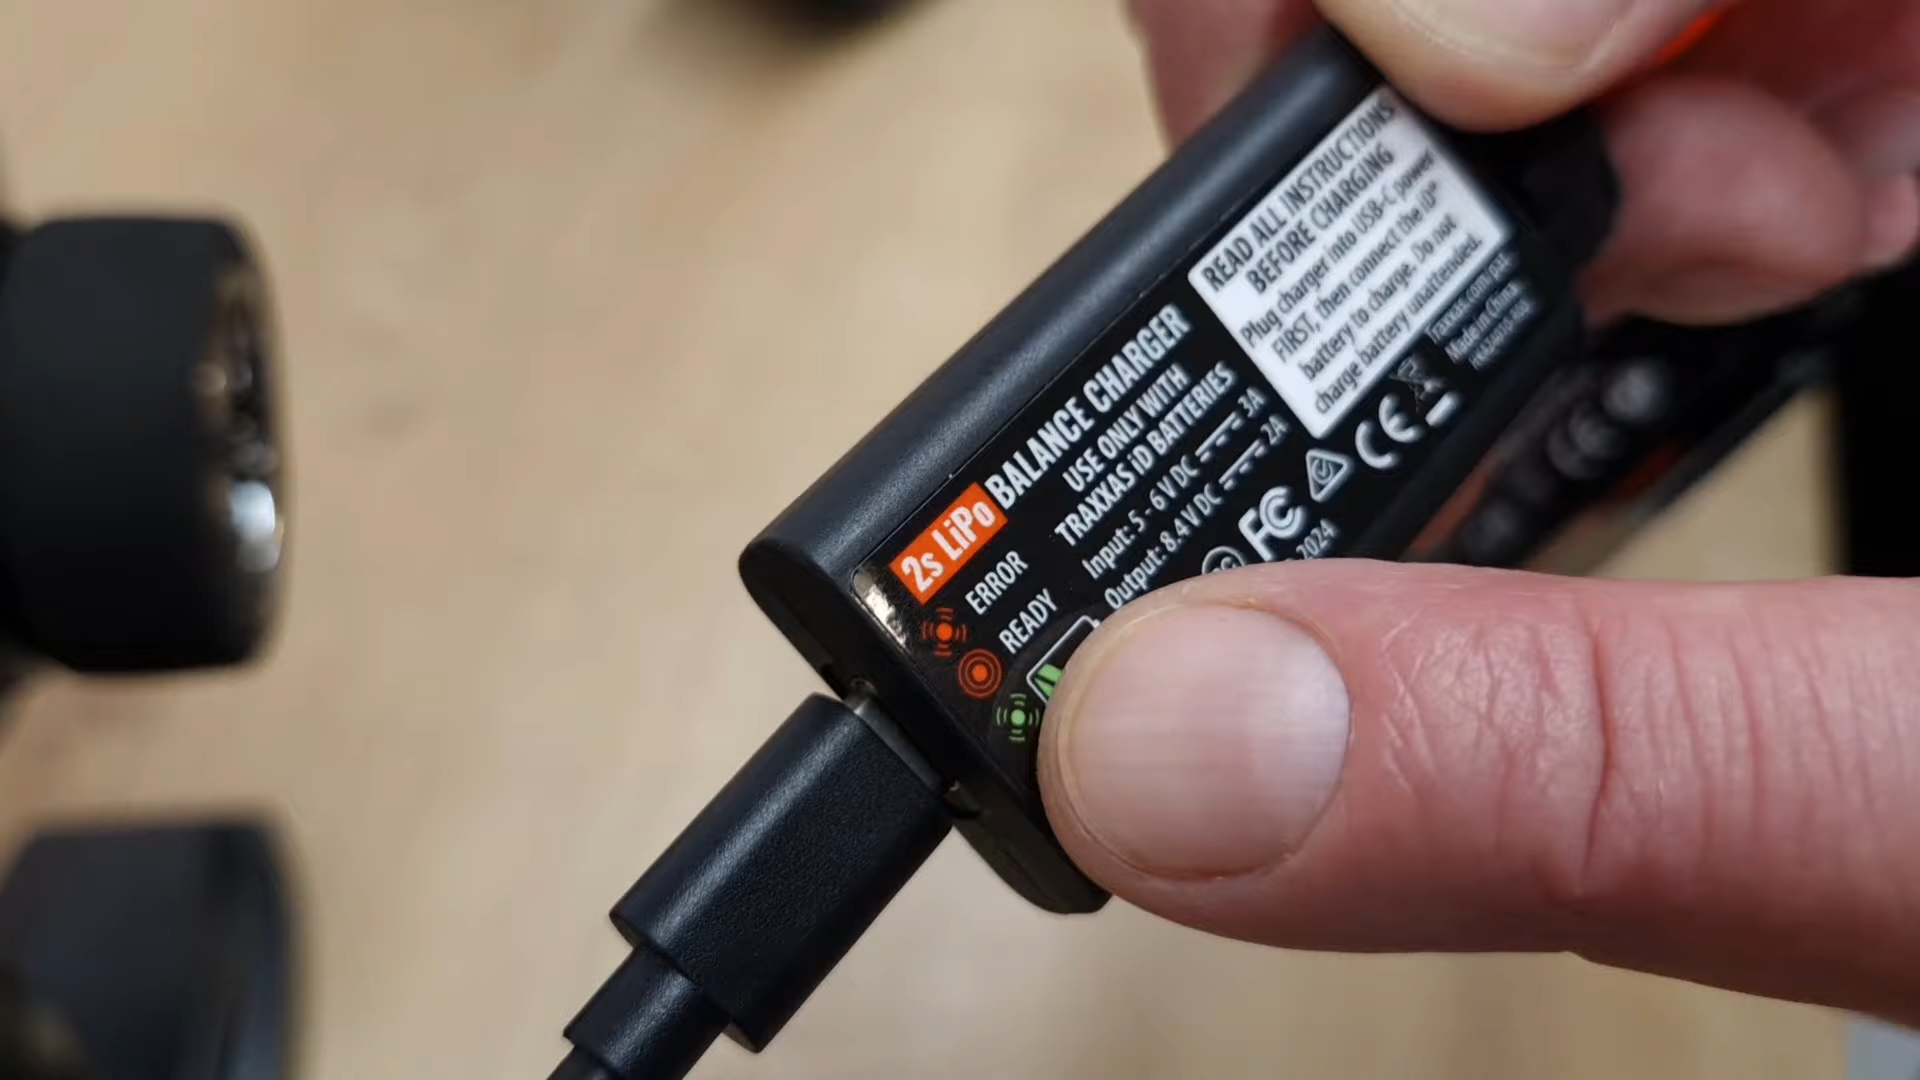 2s LiPo BALANCE CHARGER
USE ONLY WITH
TRAXXAS iD BATTERIES
Input: 5 - 6 V DC 3A
Output: 8.4 V DC 2A
ERROR
READY
FC CE
2024
READ ALL INSTRUCTIONS
BEFORE CHARGING
Plug charger into USB-C power
FIRST, then connect the iD®
battery to charge. Do not
charge battery unattended.
Made in China